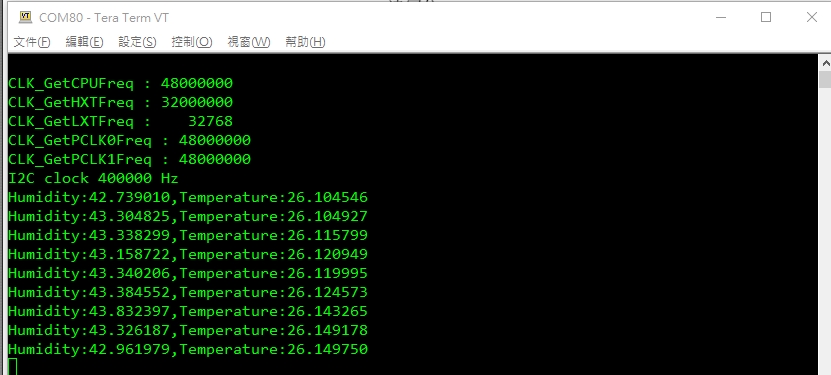 COM80 - Tera Term VT
文件(F) 編輯(E) 設定(S) 控制(O) 視窗(W) 幫助(H)
CLK_GetCPUFreq : 48000000
CLK_GetHXTFreq : 32000000
CLK_GetLXTFreq :    32768
CLK_GetPCLK0Freq : 48000000
CLK_GetPCLK1Freq : 48000000
I2C clock 400000 Hz
Humidity:42.739010,Temperature:26.104546
Humidity:43.304825,Temperature:26.104927
Humidity:43.338299,Temperature:26.115799
Humidity:43.158722,Temperature:26.120949
Humidity:43.340206,Temperature:26.119995
Humidity:43.384552,Temperature:26.124573
Humidity:43.832397,Temperature:26.143265
Humidity:43.326187,Temperature:26.149178
Humidity:42.961979,Temperature:26.149750